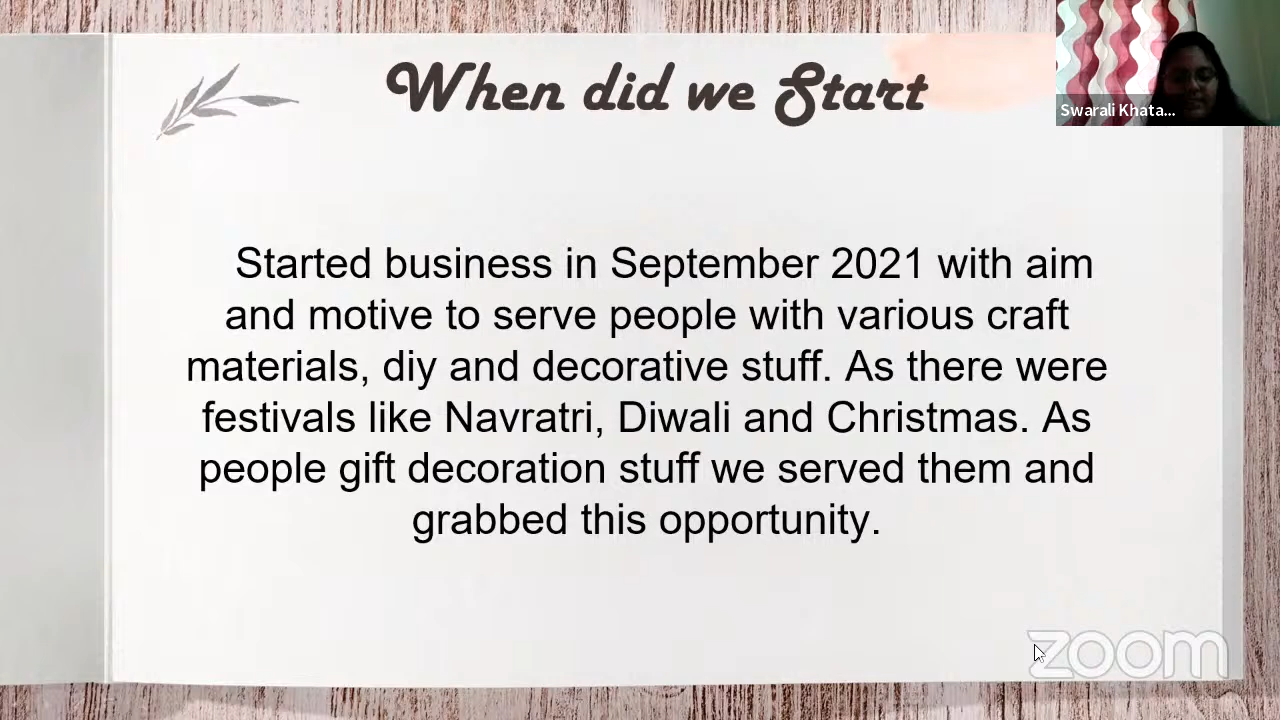 When did we Start
Swarali Khata...
Started business in September 2021 with aim
and motive to serve people with various craft
materials, diy and decorative stuff. As there were
festivals like Navratri, Diwali and Christmas. As
people gift decoration stuff we served them and
grabbed this opportunity.
zoom